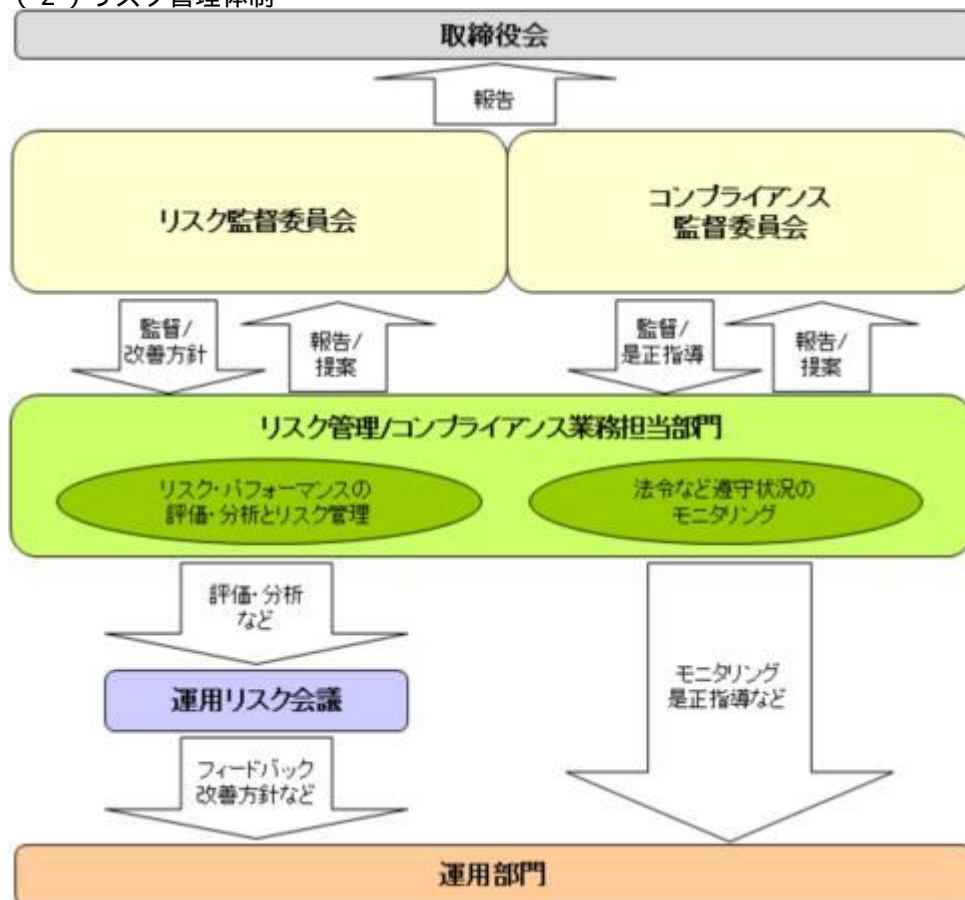 (2)リスク管理体制
取締役会
報告
リスク監督委員会
コンプライアンス
監督委員会
監督/
改善方針
報告/
提案
監督/
是正指導
報告/
提案
リスク管理/コンプライアンス業務担当部門
リスク・パフォーマンスの
評価・分析とリスク管理
法令など遵守状況の
モニタリング
評価・分析
など
運用リスク会議
モニタリング
是正指導など
フィードバック
改善方針など
運用部門